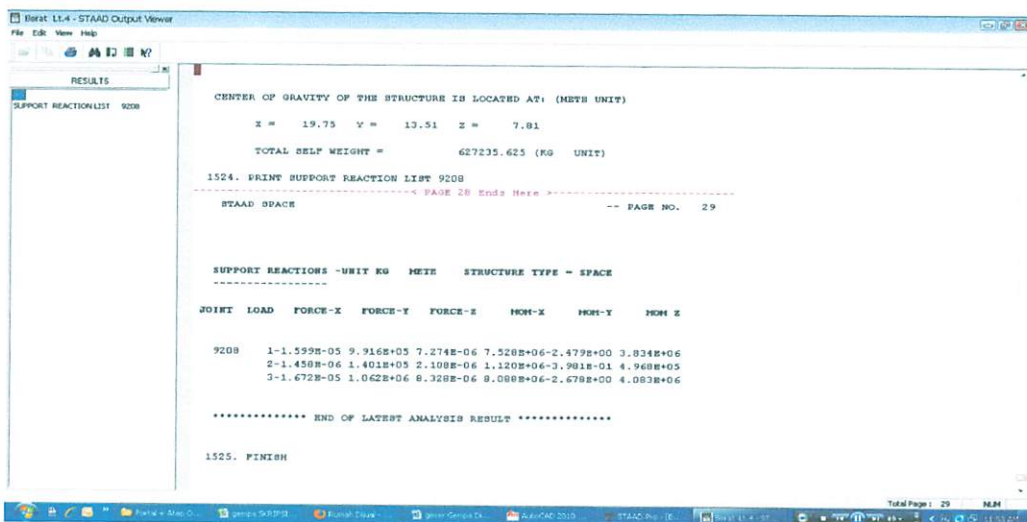 Berat Lt.4 - STAAD Output Viewer
File Edit View Help
RESULTS
SUPPORT REACTION LIST 9208
CENTER OF GRAVITY OF THE STRUCTURE IS LOCATED AT: (METE UNIT)
X = 19.75 Y = 13.51 Z = 7.81
TOTAL SELF WEIGHT = 627235.625 (KG UNIT)
1524. PRINT SUPPORT REACTION LIST 9208
< PAGE 28 Ends Here >
STAAD SPACE -- PAGE NO. 29
SUPPORT REACTIONS -UNIT KG METE STRUCTURE TYPE = SPACE
-----------------
JOINT LOAD FORCE-X FORCE-Y FORCE-Z MOM-X MOM-Y MOM Z
9208 1-1.599E-05 9.916E+05 7.274E-06 7.528E+06-2.479E+00 3.834E+06
2-1.458E-06 1.401E+05 2.108E-06 1.120E+06-3.981E-01 4.968E+05
3-1.672E-05 1.062E+06 8.328E-06 8.088E+06-2.678E+00 4.083E+06
************** END OF LATEST ANALYSIS RESULT **************
1525. FINISH
Total Page : 29 NUM
AutoCAD 2010